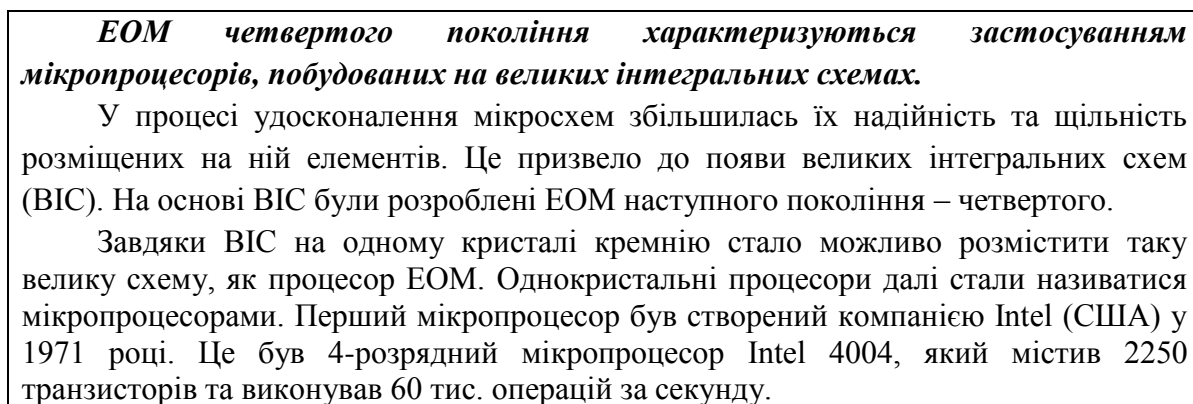 ЕОМ четвертого покоління характеризуються застосуванням
мікропроцесорів, побудованих на великих інтегральних схемах.
У процесі удосконалення мікросхем збільшилась їх надійність та щільність
розміщених на ній елементів. Це призвело до появи великих інтегральних схем
(ВІС). На основі ВІС були розроблені ЕОМ наступного покоління – четвертого.
Завдяки ВІС на одному кристалі кремнію стало можливо розмістити таку
велику схему, як процесор ЕОМ. Однокристальні процесори далі стали називатися
мікропроцесорами. Перший мікропроцесор був створений компанією Intel (США) у
1971 році. Це був 4-розрядний мікропроцесор Intel 4004, який містив 2250
транзисторів та виконував 60 тис. операцій за секунду.